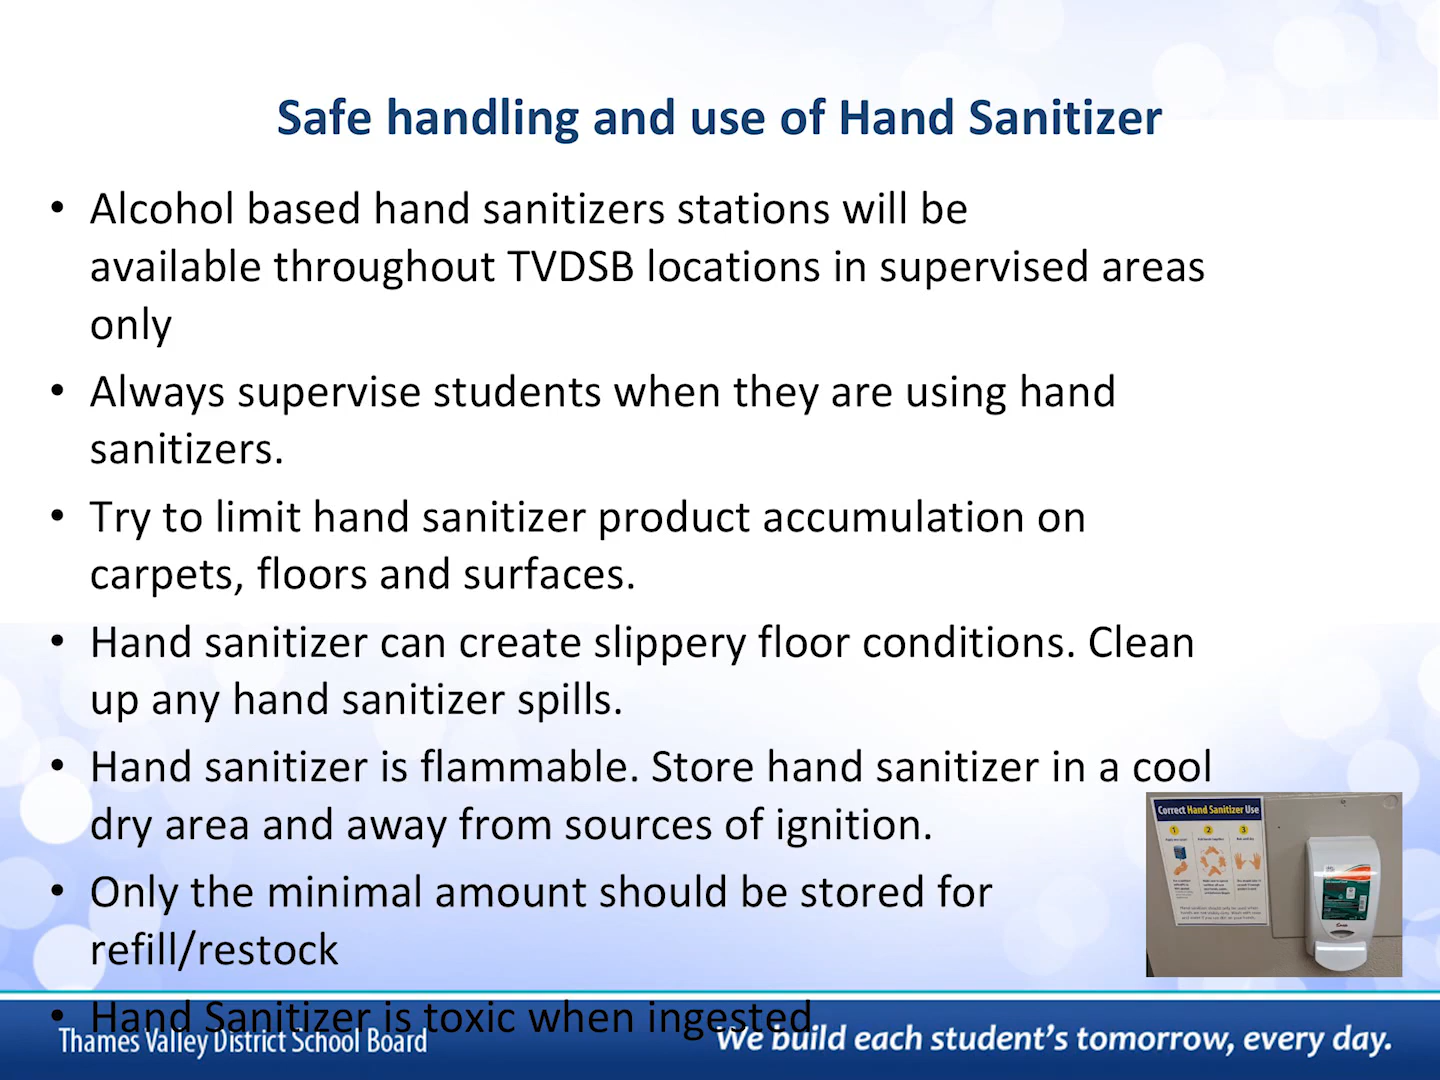 Safe handling and use of Hand Sanitizer
• Alcohol based hand sanitizers stations will be
available throughout TVDSB locations in supervised areas
only
• Always supervise students when they are using hand
sanitizers.
• Try to limit hand sanitizer product accumulation on
carpets, floors and surfaces.
• Hand sanitizer can create slippery floor conditions. Clean
up any hand sanitizer spills.
• Hand sanitizer is flammable. Store hand sanitizer in a cool
dry area and away from sources of ignition.
• Only the minimal amount should be stored for
refill/restock
• Hand Sanitizer is toxic when ingested
Correct Hand Sanitizer Use
1 2 3
Thames Valley District School Board
We build each student's tomorrow, every day.